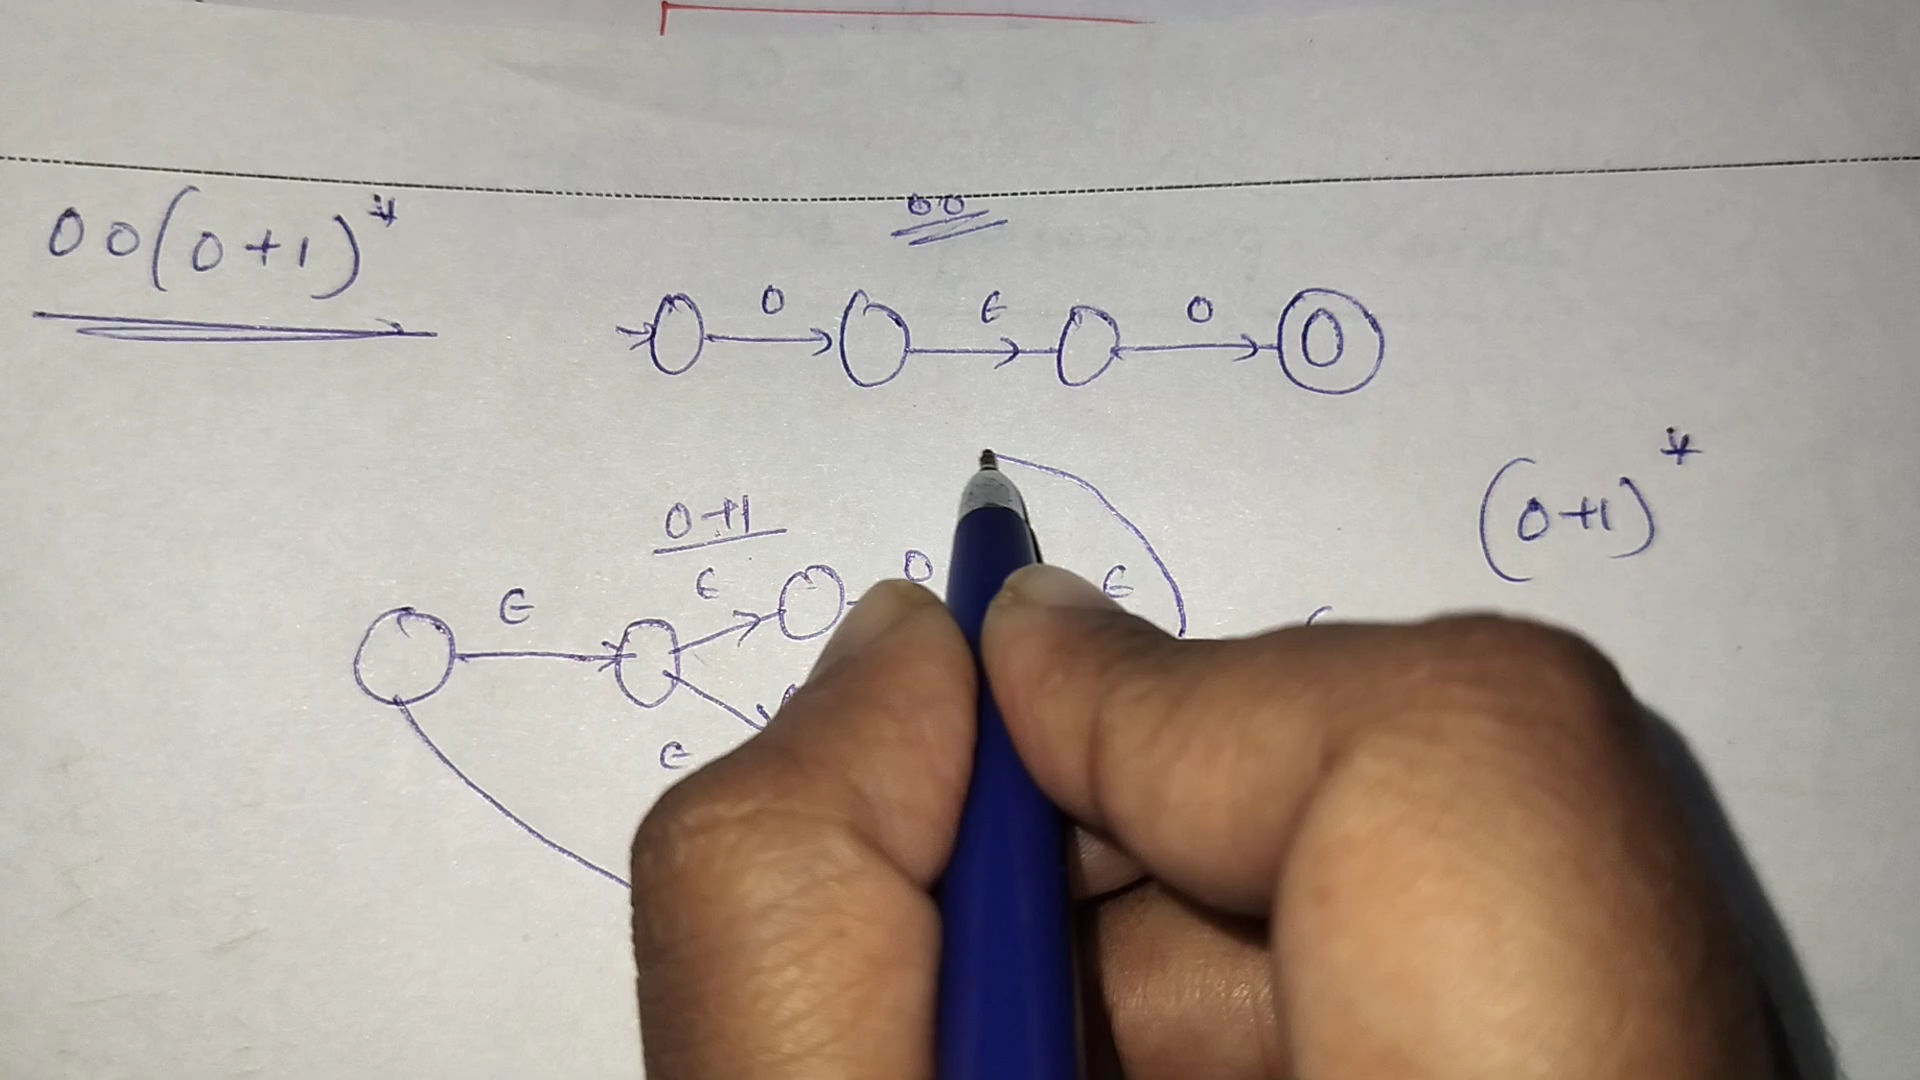 00(0+1)*
00
0 ε 0
(0+1)*
0+1
ε ε 0 ε
ε